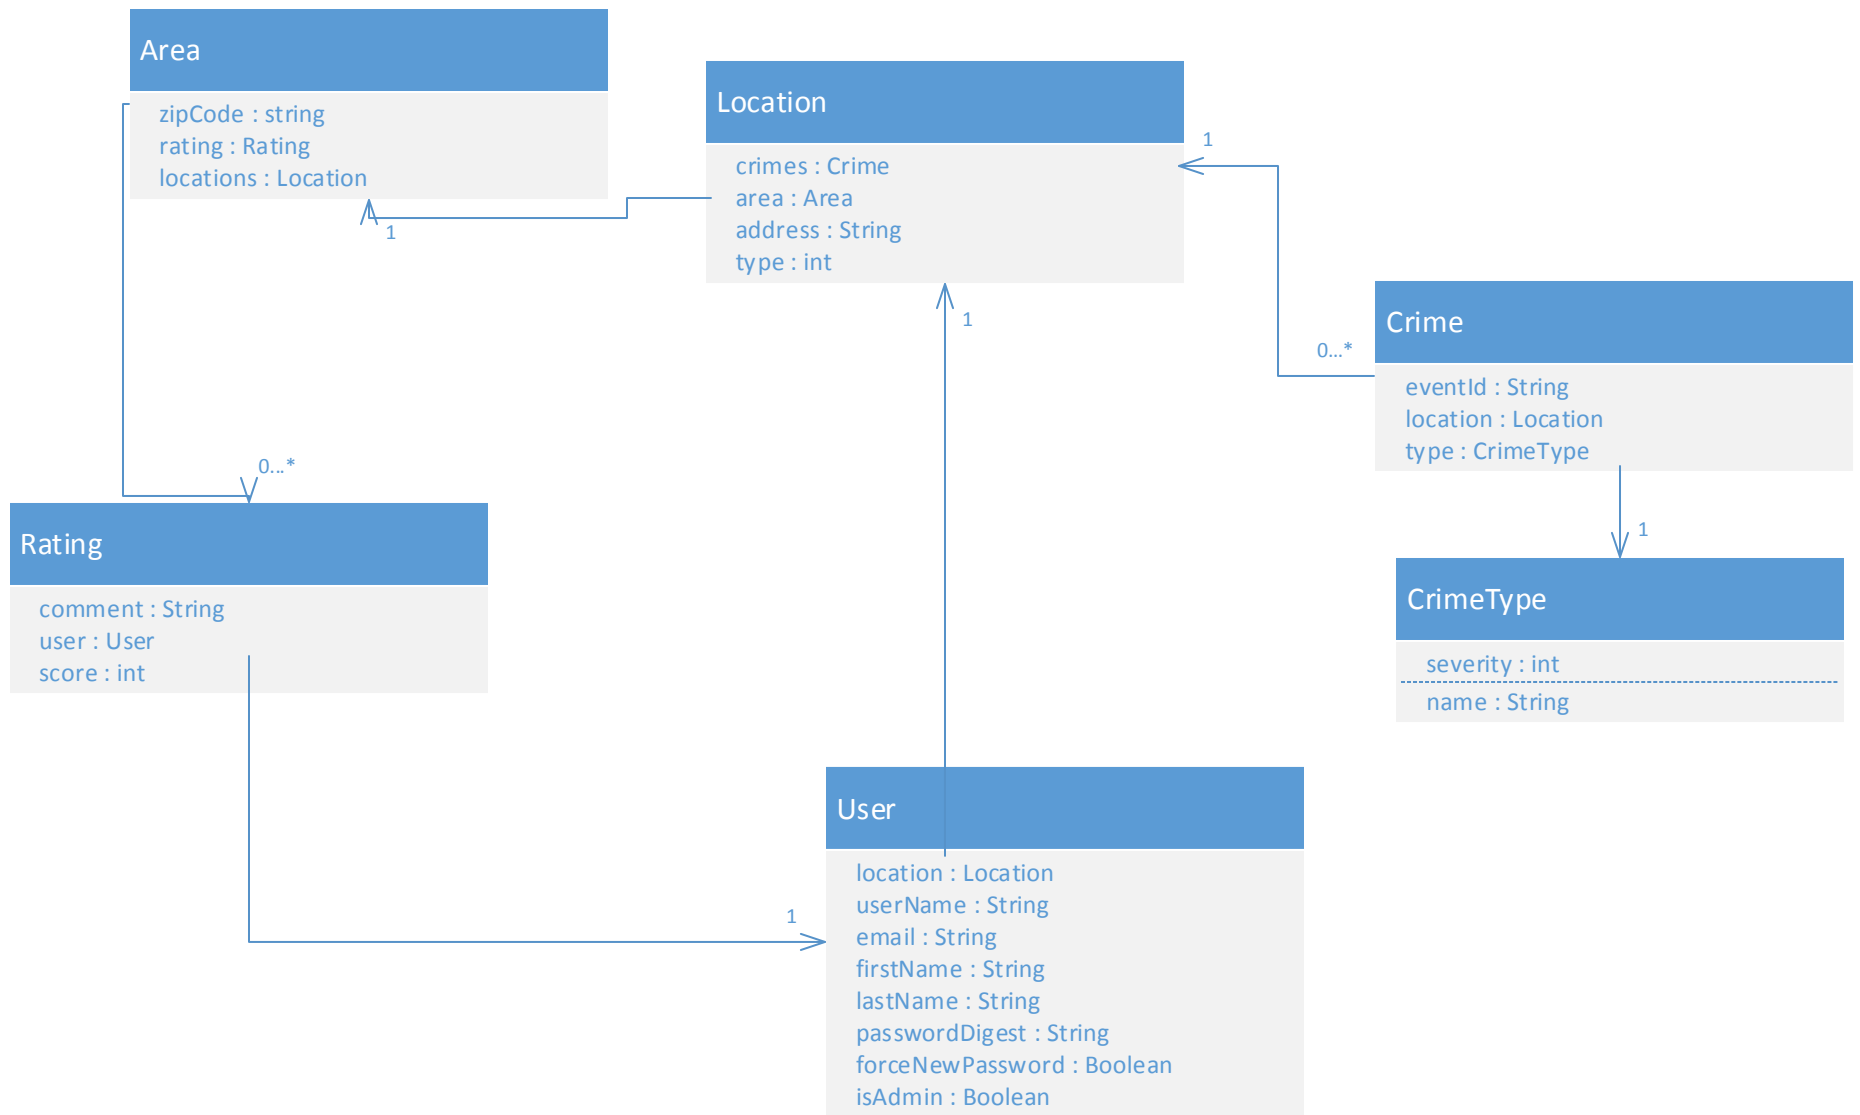 Area
zipCode : string
rating : Rating
locations : Location
1
Location
crimes : Crime
area : Area
address : String
type : int
1
1
0...*
Crime
eventId : String
location : Location
type : CrimeType
1
CrimeType
severity : int
name : String
0...*
Rating
comment : String
user : User
score : int
1
User
location : Location
userName : String
email : String
firstName : String
lastName : String
passwordDigest : String
forceNewPassword : Boolean
isAdmin : Boolean